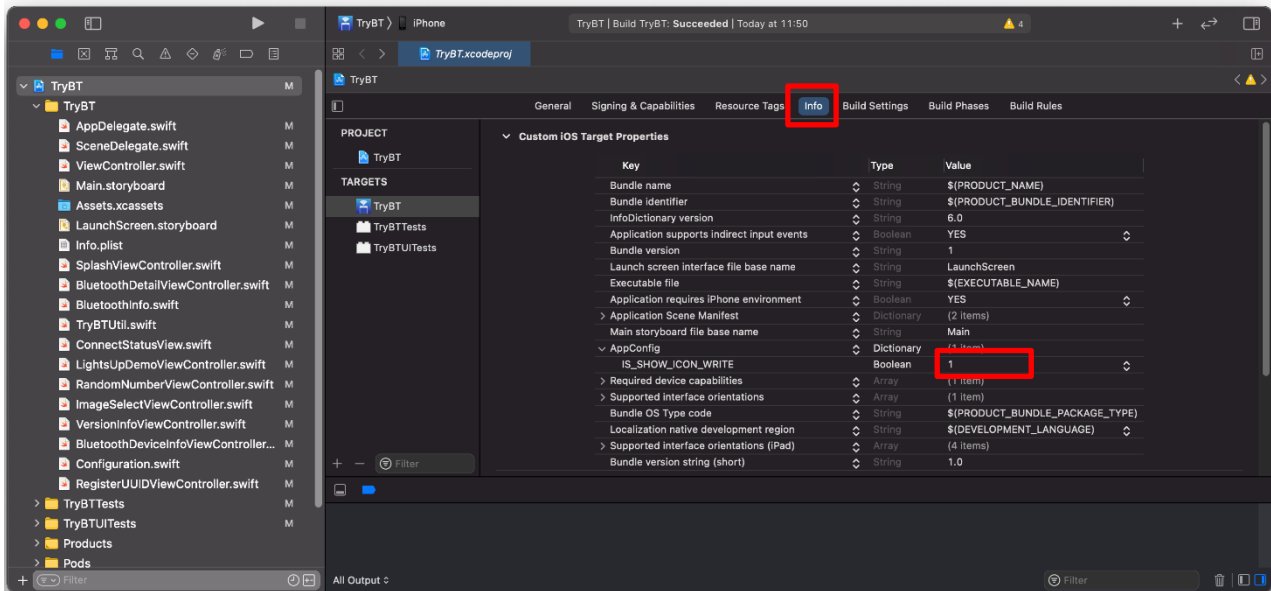 TryBT
iPhone
TryBT | Build TryBT: Succeeded | Today at 11:50
4
TryBT.xcodeproj
TryBT M
TryBT
TryBT M
General Signing & Capabilities Resource Tags Info Build Settings Build Phases Build Rules
AppDelegate.swift M
SceneDelegate.swift M
ViewController.swift M
Main.storyboard M
Assets.xcassets M
LaunchScreen.storyboard M
Info.plist M
SplashViewController.swift M
BluetoothDetailViewController.swift M
BluetoothInfo.swift M
TryBTUtil.swift M
ConnectStatusView.swift M
LightsUpDemoViewController.swift M
RandomNumberViewController.swift M
ImageSelectViewController.swift M
VersionInfoViewController.swift M
BluetoothDeviceInfoViewController... M
Configuration.swift M
RegisterUUIDViewController.swift M
TryBTTests M
TryBTUITests M
Products
Pods
Filter
PROJECT
TryBT
TARGETS
TryBT
TryBTTests
TryBTUITests
Filter
Custom iOS Target Properties
Key Type Value
Bundle name String $(PRODUCT_NAME)
Bundle identifier String $(PRODUCT_BUNDLE_IDENTIFIER)
InfoDictionary version String 6.0
Application supports indirect input events Boolean YES
Bundle version String 1
Launch screen interface file base name String LaunchScreen
Executable file String $(EXECUTABLE_NAME)
Application requires iPhone environment Boolean YES
Application Scene Manifest Dictionary (2 items)
Main storyboard file base name String Main
AppConfig Dictionary (1 item)
IS_SHOW_ICON_WRITE Boolean 1
Required device capabilities Array (1 item)
Supported interface orientations Array (1 item)
Bundle OS Type code String $(PRODUCT_BUNDLE_PACKAGE_TYPE)
Localization native development region String $(DEVELOPMENT_LANGUAGE)
Supported interface orientations (iPad) Array (4 items)
Bundle version string (short) String 1.0
All Output
Filter